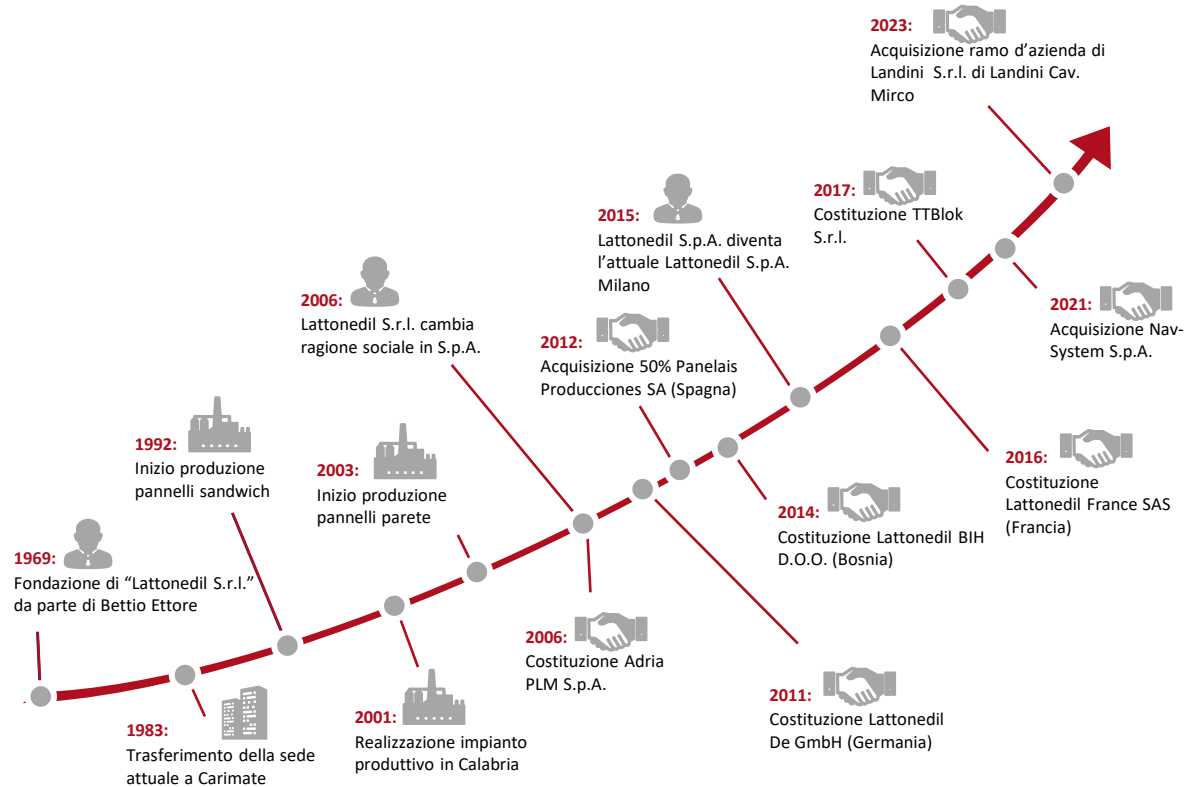 1969:
Fondazione di “Lattonedil S.r.l.”
da parte di Bettio Ettore
1983:
Trasferimento della sede
attuale a Carimate
1992:
Inizio produzione
pannelli sandwich
2001:
Realizzazione impianto
produttivo in Calabria
2003:
Inizio produzione
pannelli parete
2006:
Lattonedil S.r.l. cambia
ragione sociale in S.p.A.
2006:
Costituzione Adria
PLM S.p.A.
2011:
Costituzione Lattonedil
De GmbH (Germania)
2012:
Acquisizione 50% Panelais
Producciones SA (Spagna)
2014:
Costituzione Lattonedil BIH
D.O.O. (Bosnia)
2015:
Lattonedil S.p.A. diventa
l’attuale Lattonedil S.p.A.
Milano
2016:
Costituzione
Lattonedil France SAS
(Francia)
2017:
Costituzione TTBlok
S.r.l.
2021:
Acquisizione Nav-
System S.p.A.
2023:
Acquisizione ramo d’azienda di
Landini S.r.l. di Landini Cav.
Mirco